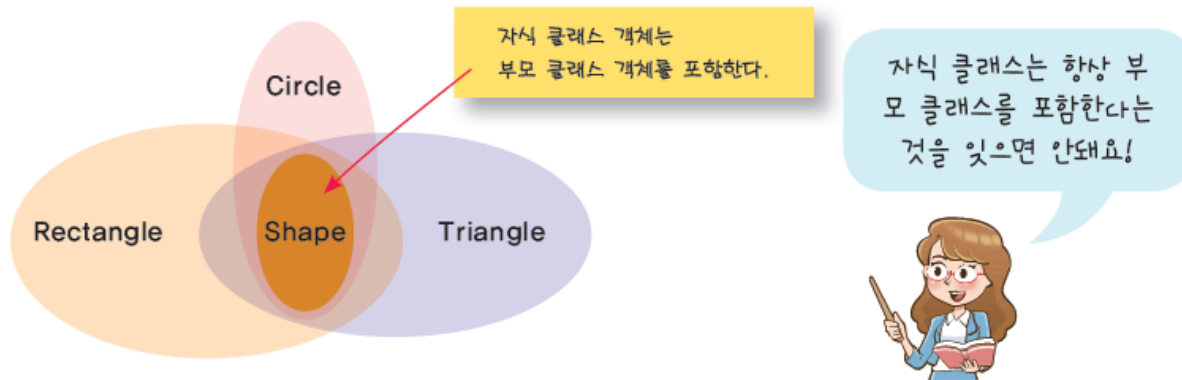 Circle
자식 클래스 객체는
부모 클래스 객체를 포함한다.
Rectangle
Shape
Triangle
자식 클래스는 항상 부
모 클래스를 포함한다는
것을 잊으면 안돼요!